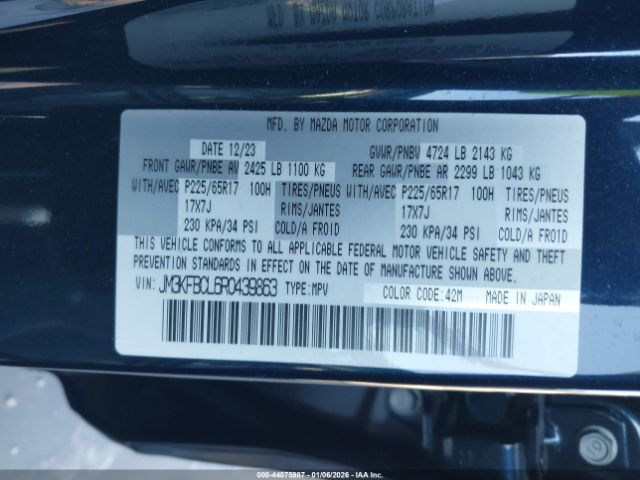 MFD. BY MAZDA MOTOR CORPORATION
DATE 12/23 GVWR/PNBV 4724 LB 2143 KG
FRONT GAWR/PNBE AV 2425 LB 1100 KG REAR GAWR/PNBE AR 2299 LB 1043 KG
WITH/AVEC P225/65R17 100H TIRES/PNEUS WITH/AVEC P225/65R17 100H TIRES/PNEUS
17X7J RIMS/JANTES 17X7J RIMS/JANTES
230 KPA/34 PSI COLD/A FROID 230 KPA/34 PSI COLD/A FROID
THIS VEHICLE CONFORMS TO ALL APPLICABLE FEDERAL MOTOR VEHICLE SAFETY AND THEFT
PREVENTION STANDARDS IN EFFECT ON THE DATE OF MANUFACTURE SHOWN ABOVE.
VIN: JM3KFBCL6R0439863 TYPE: MPV COLOR CODE: 42M MADE IN JAPAN
000-44075987 - 01/06/2026 - IAA Inc.